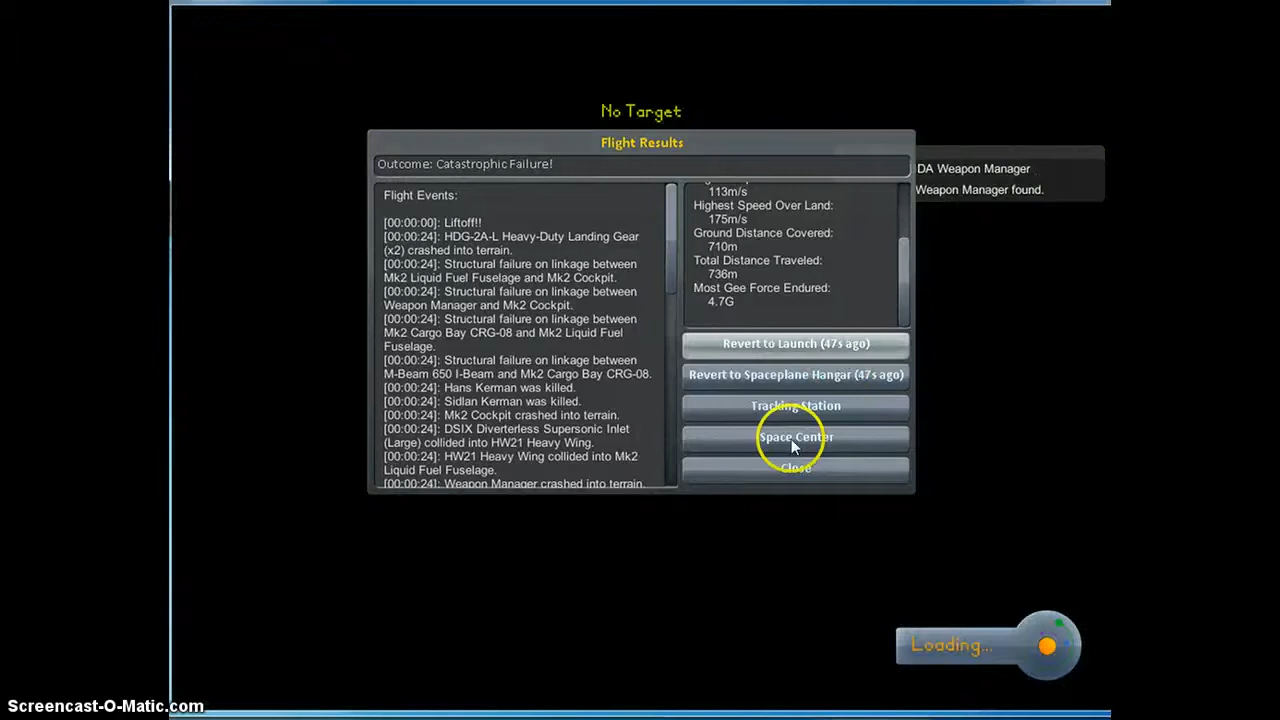 No Target
Flight Results
Outcome: Catastrophic Failure!
Flight Events:
[00:00:00]: Liftoff!!
[00:00:24]: HDG-2A-L Heavy-Duty Landing Gear
(x2) crashed into terrain.
[00:00:24]: Structural failure on linkage between
Mk2 Liquid Fuel Fuselage and Mk2 Cockpit.
[00:00:24]: Structural failure on linkage between
Weapon Manager and Mk2 Cockpit.
[00:00:24]: Structural failure on linkage between
Mk2 Cargo Bay CRG-08 and Mk2 Liquid Fuel
Fuselage.
[00:00:24]: Structural failure on linkage between
M-Beam 650 I-Beam and Mk2 Cargo Bay CRG-08.
[00:00:24]: Hans Kerman was killed.
[00:00:24]: Sidlan Kerman was killed.
[00:00:24]: Mk2 Cockpit crashed into terrain.
[00:00:24]: DSIX Diverterless Supersonic Inlet
(Large) collided into HW21 Heavy Wing.
[00:00:24]: HW21 Heavy Wing collided into Mk2
Liquid Fuel Fuselage.
[00:00:24]: Weapon Manager crashed into terrain.
113m/s
Highest Speed Over Land:
175m/s
Ground Distance Covered:
710m
Total Distance Traveled:
736m
Most Gee Force Endured:
4.7G
Revert to Launch (47s ago)
Revert to Spaceplane Hangar (47s ago)
Tracking Station
Space Center
Close
DA Weapon Manager
Weapon Manager found.
Loading...
Screencast-O-Matic.com